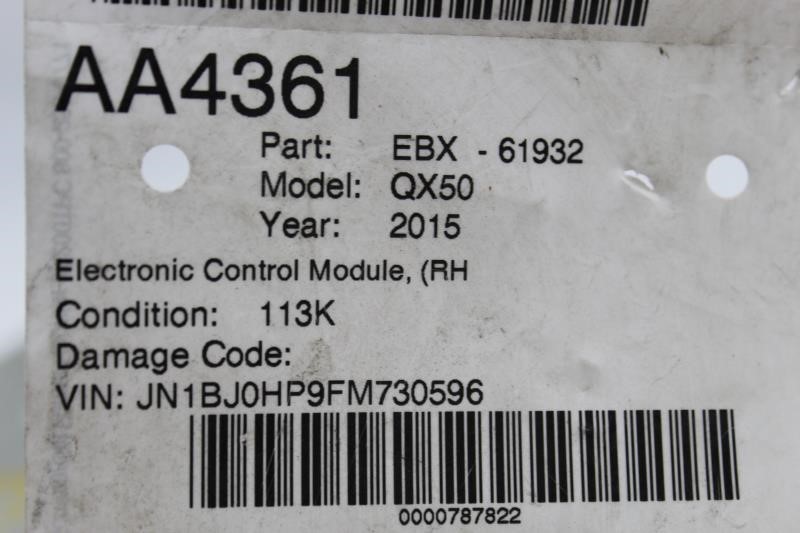 AA4361
Part: EBX - 61932
Model: QX50
Year: 2015
Electronic Control Module, (RH
Condition: 113K
Damage Code:
VIN: JN1BJ0HP9FM730596
0000787822